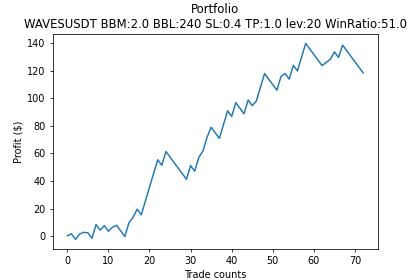 Portfolio
WAVESUSDT BBM:2.0 BBL:240 SL:0.4 TP:1.0 lev:20 WinRatio:51.0
140
120
100
80
60
40
20
0
Profit ($)
0 10 20 30 40 50 60 70
Trade counts